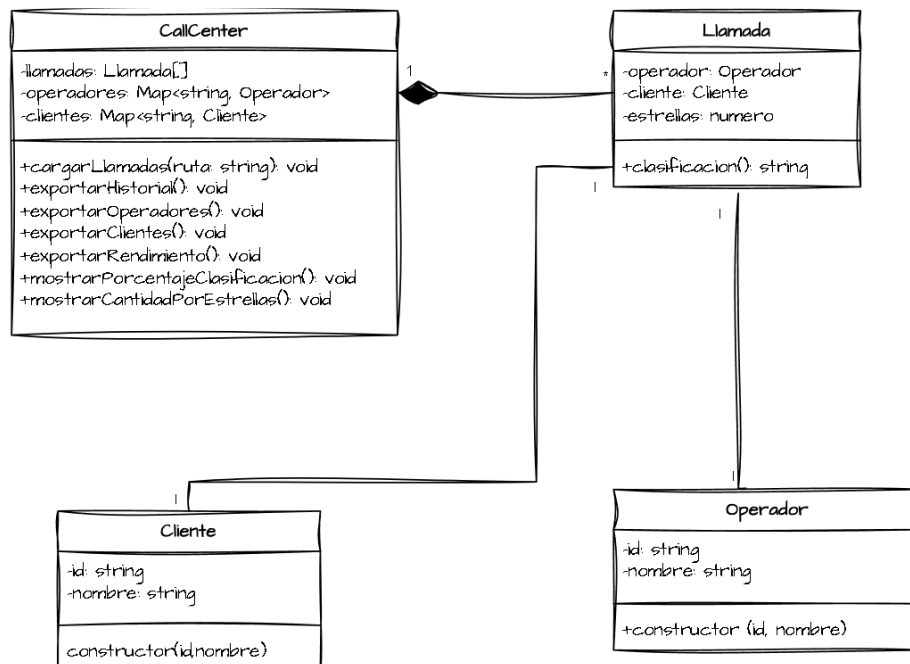 CallCenter
-llamadas: Llamada[]
-operadores: Map<string, Operador>
-clientes: Map<string, Cliente>
+cargarLlamadas(ruta: string): void
+exportarHistorial(): void
+exportarOperadores(): void
+exportarClientes(): void
+exportarRendimiento(): void
+mostrarPorcentajeClasificacion(): void
+mostrarCantidadPorEstrellas(): void
1
*
Llamada
-operador: Operador
-cliente: Cliente
-estrellas: numero
+clasificacion(): string
1
1
1
Cliente
-id: string
-nombre: string
constructor(id,nombre)
1
Operador
-id: string
-nombre: string
+constructor (id, nombre)